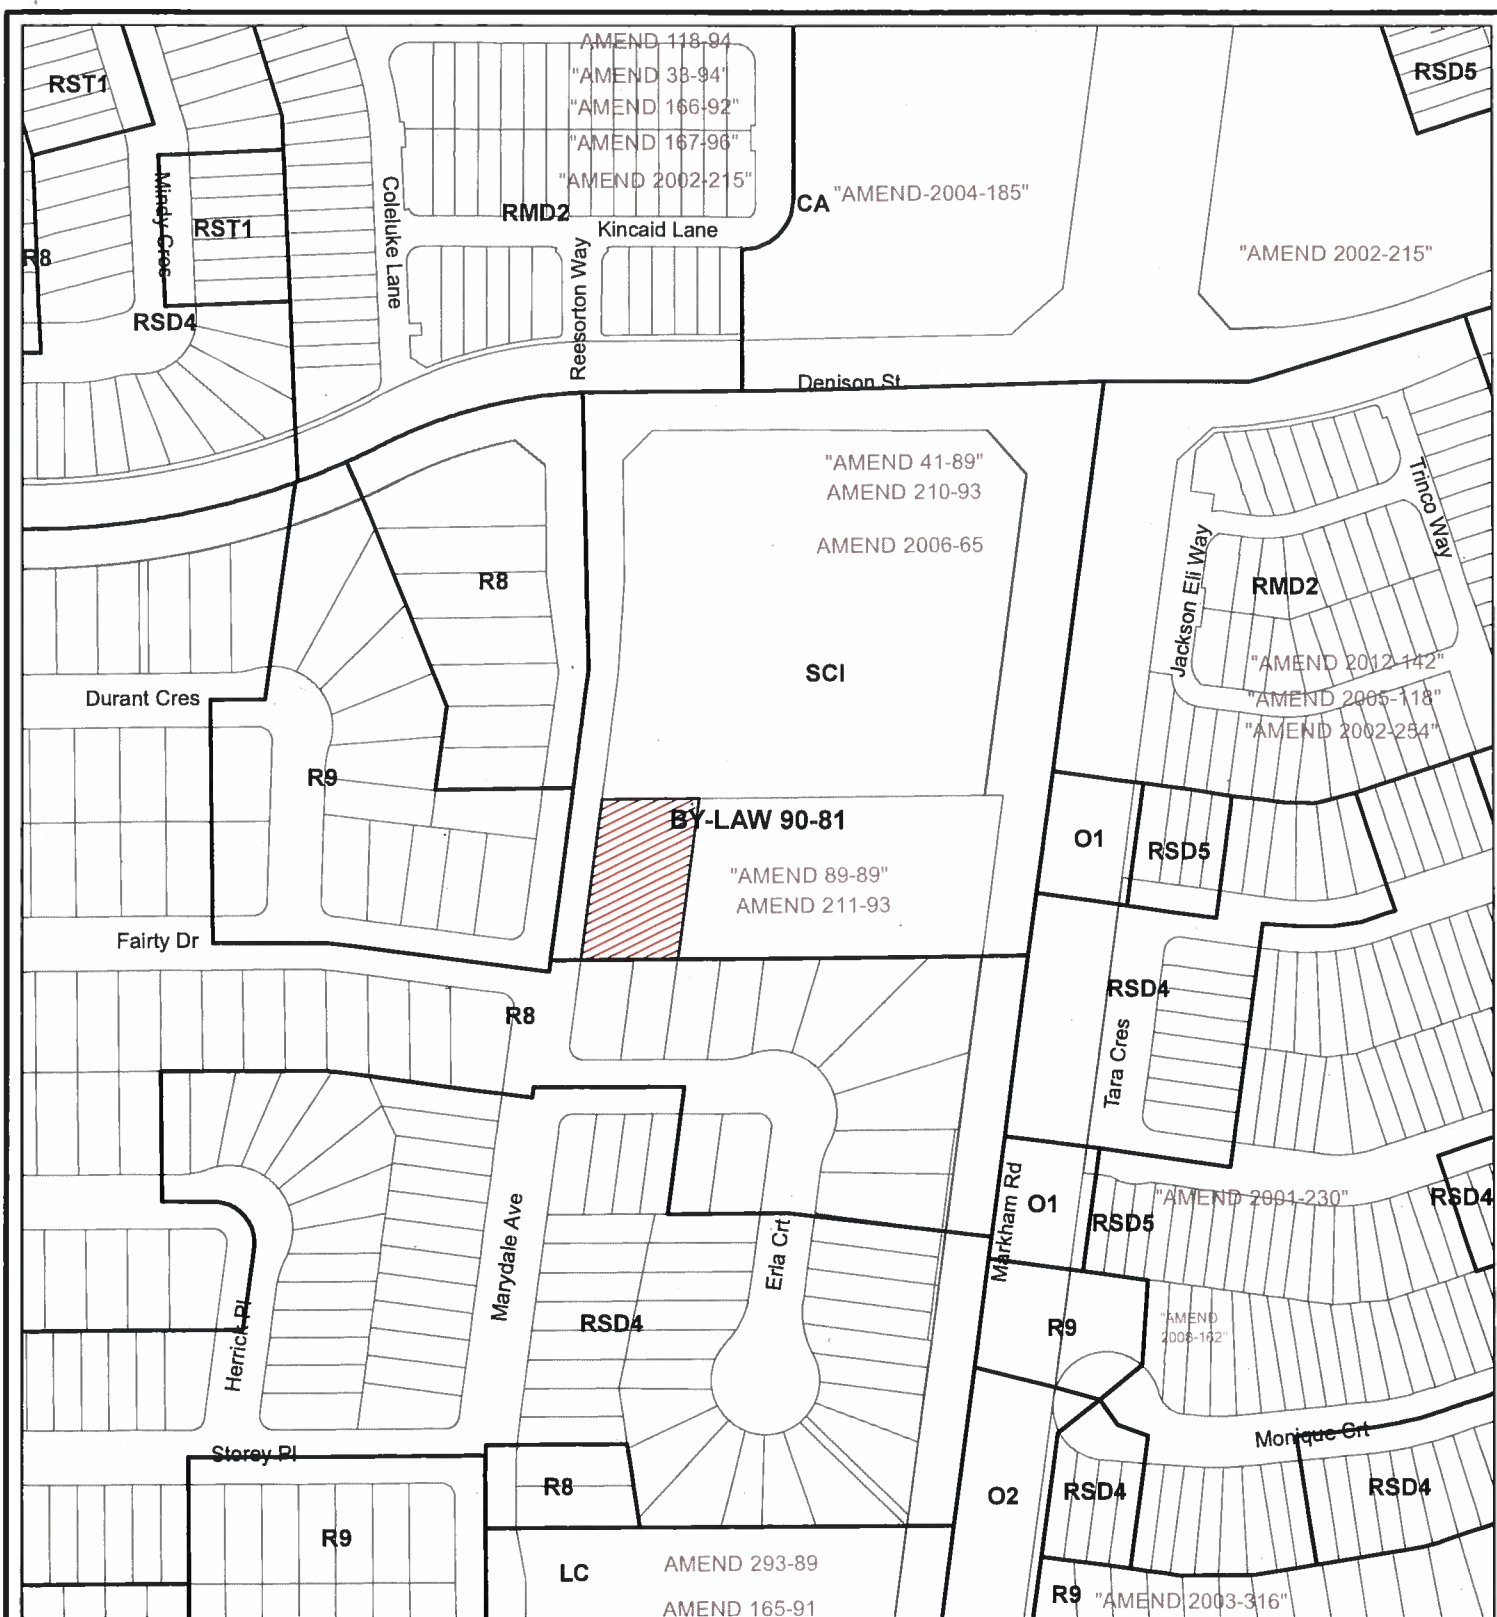 AMEND 118-94
RSD5
"AMEND 33-94"
RST1
"AMEND 166-92"
"AMEND 167-96"
"AMEND 2002-215"
"AMEND-2004-185"
CA
RMD2
Mindy Cres
RST1
Coleluke Lane
Kincaid Lane
"AMEND 2002-215"
R8
Reesorton Way
RSD4
Denison St
"AMEND 41-89"
AMEND 210-93
Trinco Way
AMEND 2006-65
R8
RMD2
Jackson Eli Way
SCI
"AMEND 2012-142"
Durant Cres
"AMEND 2005-118"
"AMEND 2002-254"
R9
BY-LAW 90-81
O1
RSD5
"AMEND 89-89"
AMEND 211-93
Fairty Dr
RSD4
R8
Tara Cres
"AMEND 2001-230"
RSD4
O1
Markham Rd
RSD5
Marydale Ave
Erla Crt
RSD4
R9
"AMEND
2008-162"
Herrick Pl
Monique Crt
Storey Pl
R8
O2
RSD4
RSD4
R9
LC
AMEND 293-89
R9
"AMEND 2003-316"
AMEND 165-91